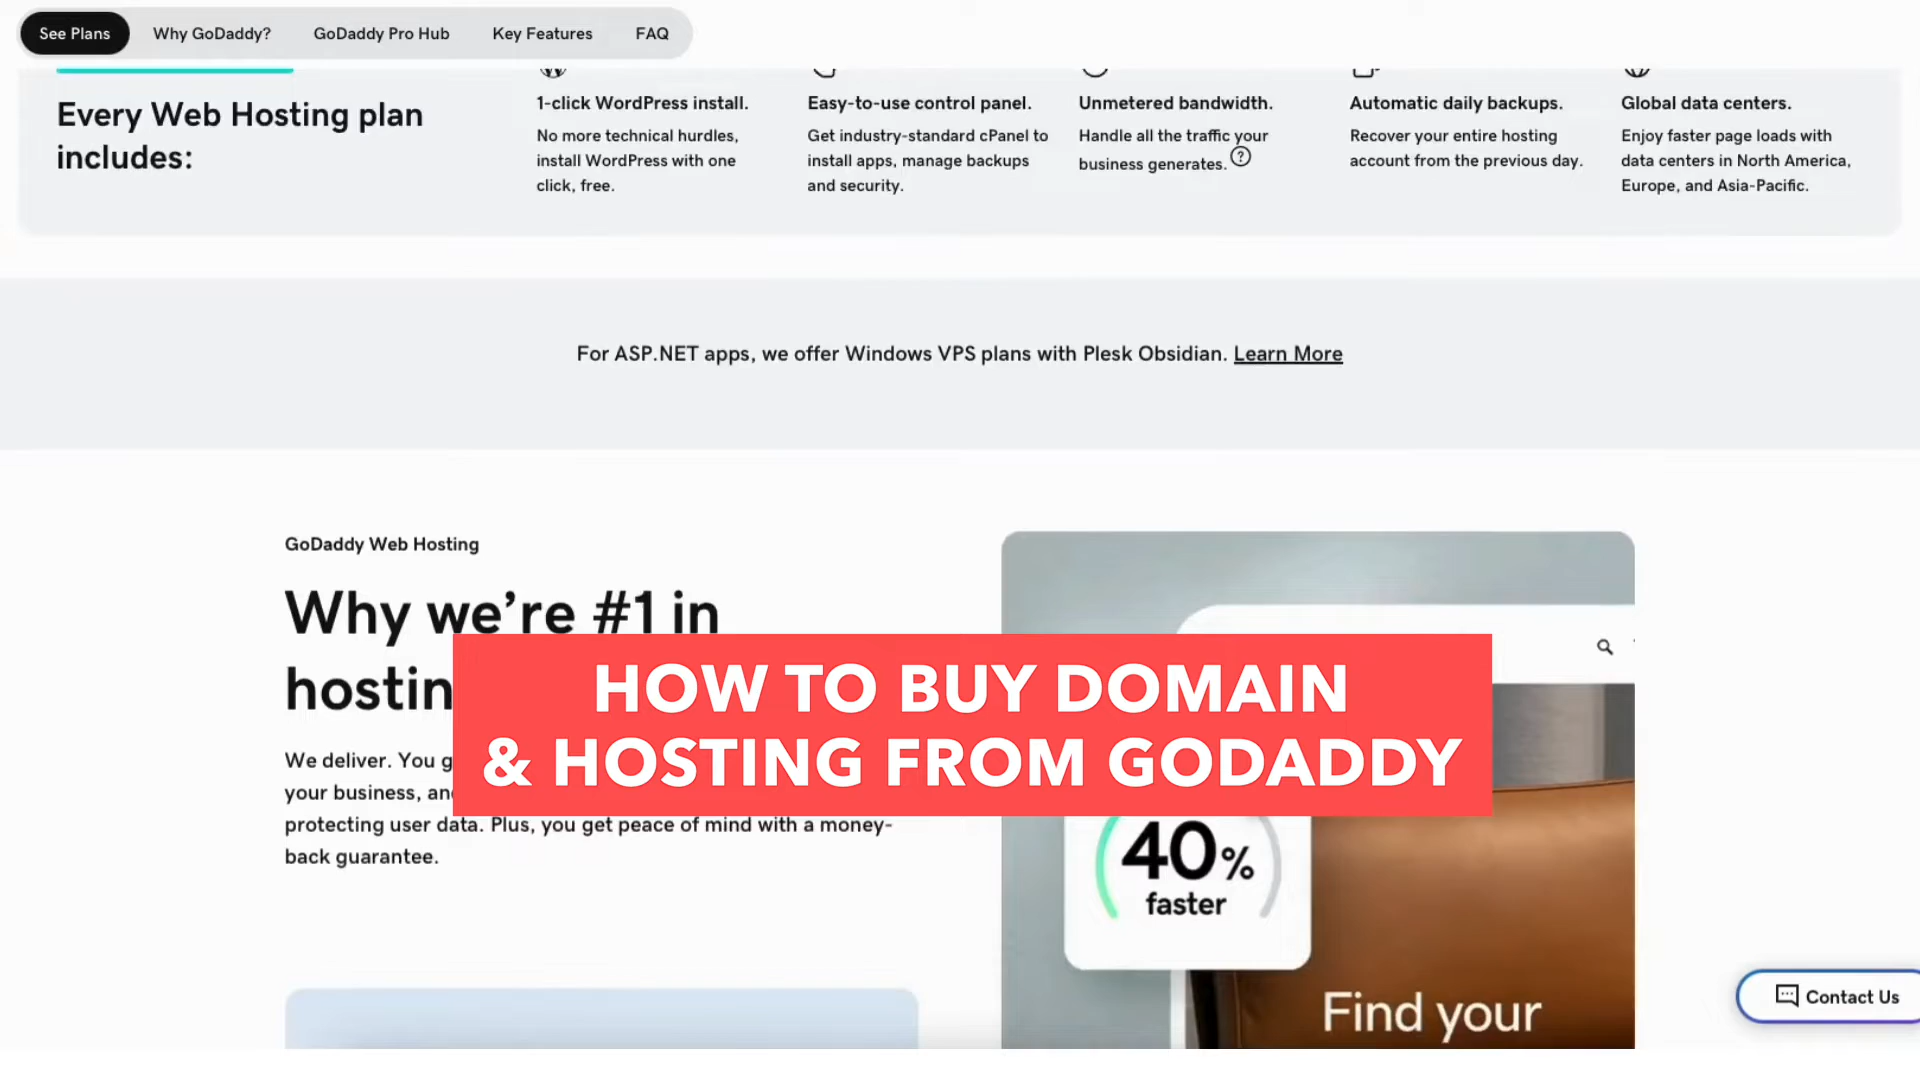 See Plans
Why GoDaddy?
GoDaddy Pro Hub
Key Features
FAQ
Every Web Hosting plan
includes:
1-click WordPress install.
No more technical hurdles,
install WordPress with one
click, free.
Easy-to-use control panel.
Get industry-standard cPanel to
install apps, manage backups
and security.
Unmetered bandwidth.
Handle all the traffic your
business generates. ?
Automatic daily backups.
Recover your entire hosting
account from the previous day.
Global data centers.
Enjoy faster page loads with
data centers in North America,
Europe, and Asia-Pacific.
For ASP.NET apps, we offer Windows VPS plans with Plesk Obsidian. Learn More
GoDaddy Web Hosting
Why we’re #1 in
hostin
HOW TO BUY DOMAIN
& HOSTING FROM GODADDY
We deliver. You g
your business, an
protecting user data. Plus, you get peace of mind with a money-
back guarantee.
40%
faster
Find your
Contact Us